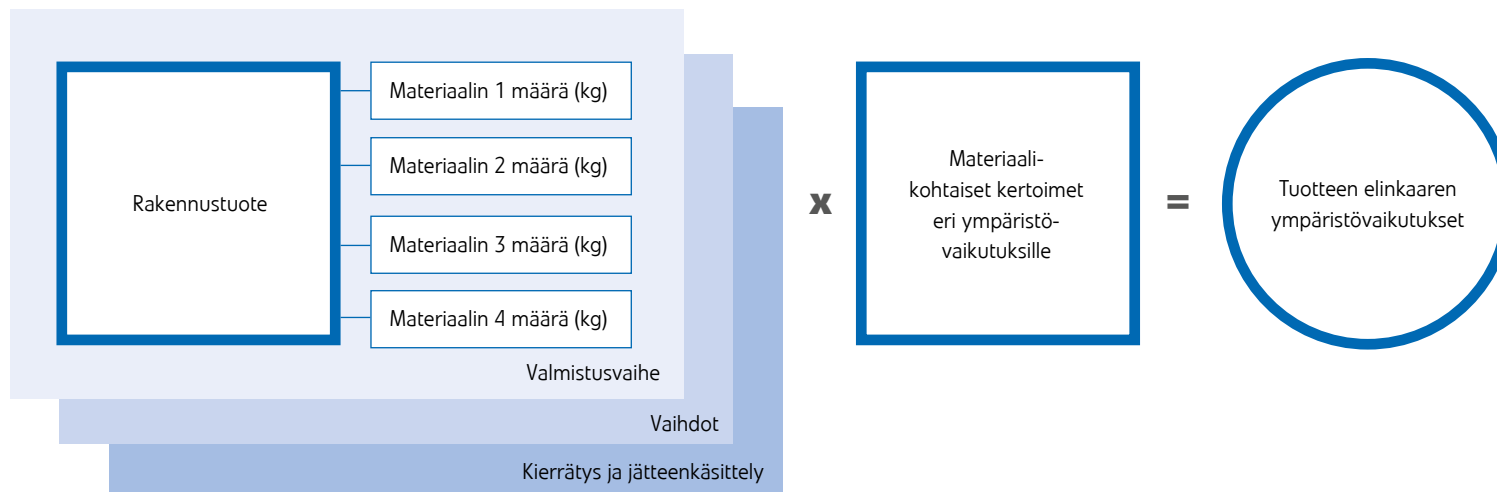 Rakennustuote
Materiaalin 1 määrä (kg)
Materiaalin 2 määrä (kg)
Materiaalin 3 määrä (kg)
Materiaalin 4 määrä (kg)
Valmistusvaihe
Vaihdot
Kierrätys ja jätteenkäsittely
x
Materiaali-
kohtaiset kertoimet
eri ympäristö-
vaikutuksille
=
Tuotteen elinkaaren
ympäristövaikutukset